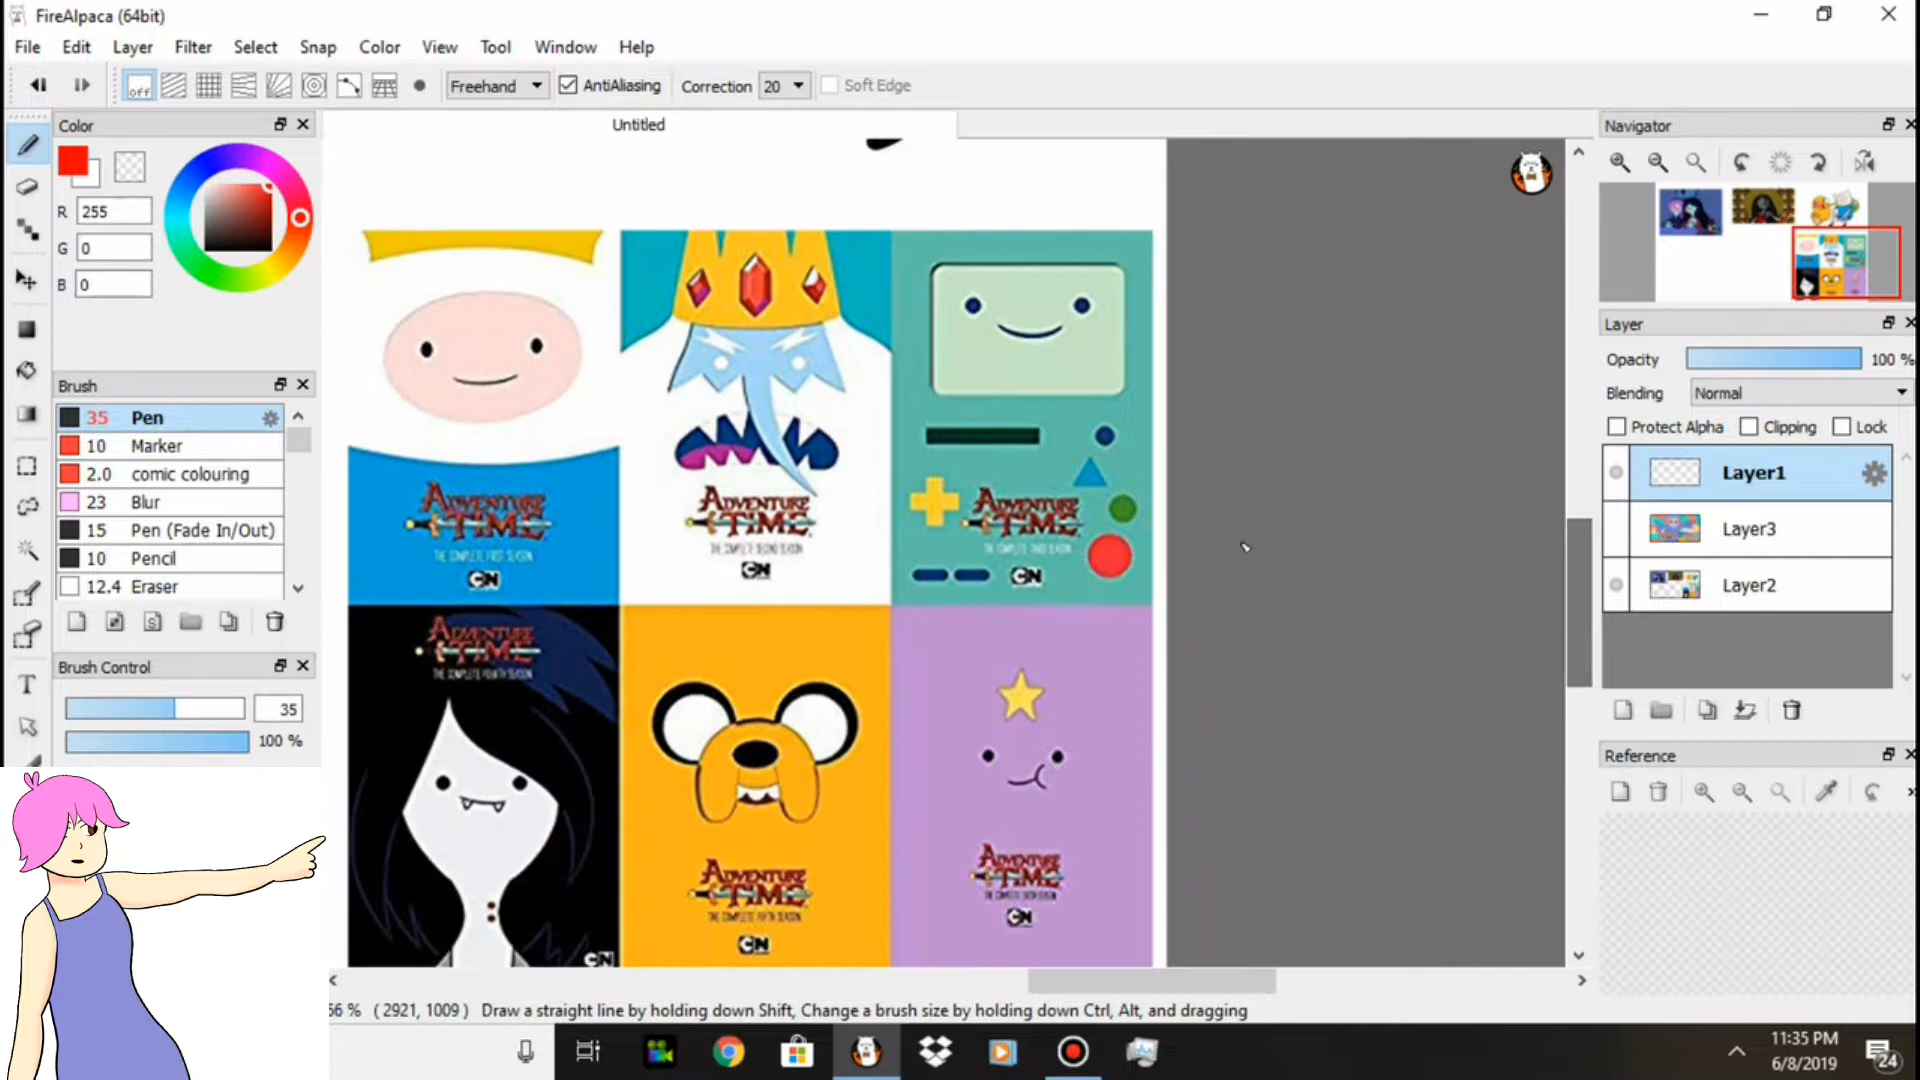 FireAlpaca (64bit)
File Edit Layer Filter Select Snap Color View Tool Window Help
off Freehand AntiAliasing Correction 20 Soft Edge
Color
Untitled
Navigator
R 255
G 0
B 0
Layer
Opacity 100 %
Blending Normal
Protect Alpha Clipping Lock
Layer1
Layer3
Layer2
Brush
35 Pen
10 Marker
2.0 comic colouring
23 Blur
15 Pen (Fade In/Out)
10 Pencil
12.4 Eraser
Brush Control
35
100 %
T
Reference
ADVENTURE TIME
THE COMPLETE FIRST SEASON
CN
ADVENTURE TIME
THE COMPLETE SECOND SEASON
CN
ADVENTURE TIME
THE COMPLETE THIRD SEASON
CN
ADVENTURE TIME
THE COMPLETE FOURTH SEASON
CN
ADVENTURE TIME
THE COMPLETE FIFTH SEASON
CN
ADVENTURE TIME
THE COMPLETE SIXTH SEASON
CN
% ( 2921, 1009 ) Draw a straight line by holding down Shift, Change a brush size by holding down Ctrl, Alt, and dragging
11:35 PM
6/8/2019
24